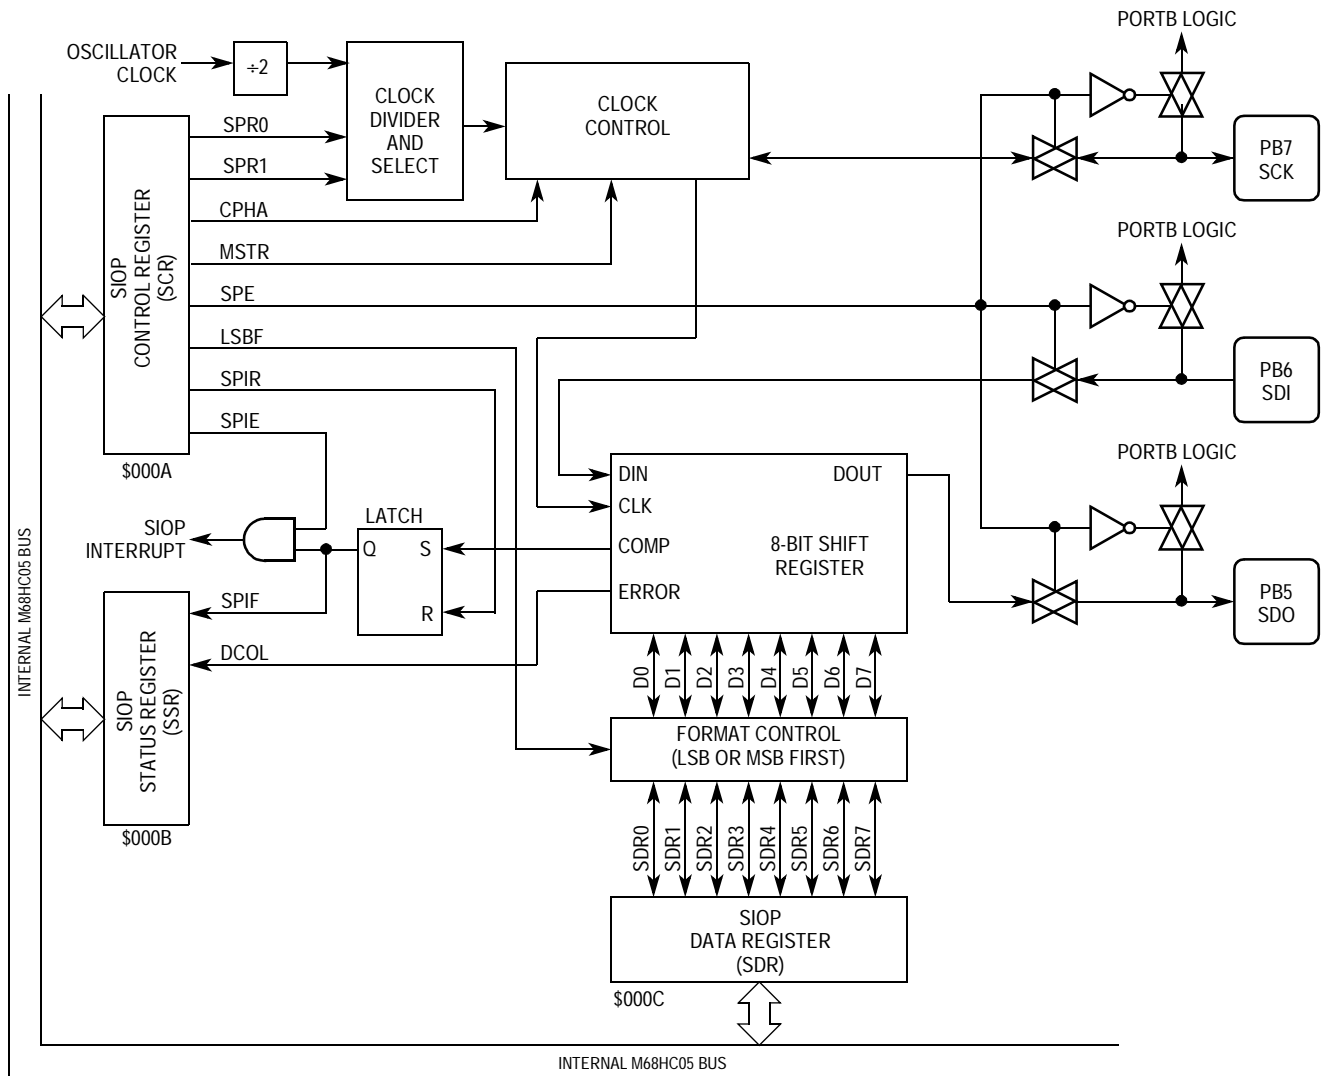 PORTB LOGIC
OSCILLATOR
CLOCK
÷2
CLOCK
DIVIDER
AND
SELECT
CLOCK
CONTROL
SPR0
SPR1
CPHA
MSTR
SPE
LSBF
SPIR
SPIE
SIOP
CONTROL REGISTER
(SCR)
$000A
PB7
SCK
PORTB LOGIC
PB6
SDI
PORTB LOGIC
PB5
SDO
INTERNAL M68HC05 BUS
SIOP
INTERRUPT
LATCH
Q
S
R
DIN
CLK
COMP
ERROR
DOUT
8-BIT SHIFT
REGISTER
SPIF
DCOL
SIOP
STATUS REGISTER
(SSR)
$000B
D0
D1
D2
D3
D4
D5
D6
D7
FORMAT CONTROL
(LSB OR MSB FIRST)
SDR0
SDR1
SDR2
SDR3
SDR4
SDR5
SDR6
SDR7
SIOP
DATA REGISTER
(SDR)
$000C
INTERNAL M68HC05 BUS